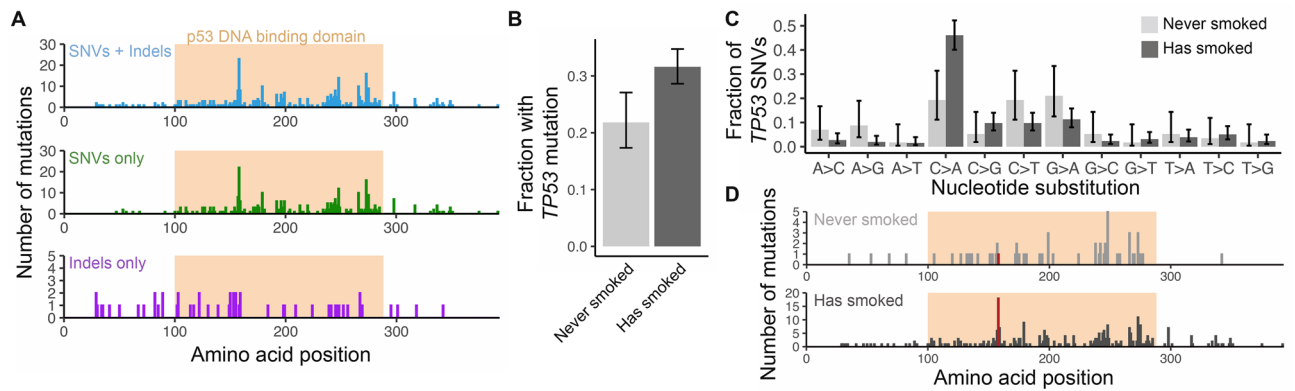 A
p53 DNA binding domain
SNVs + Indels
30
20
10
0
0 100 200 300
SNVs only
30
20
10
0
0 100 200 300
Indels only
5
4
3
2
1
0
0 100 200 300
Number of mutations
Amino acid position
B
Fraction with
TP53 mutation
0.3
0.2
0.1
0.0
Never smoked
Has smoked
C
Fraction of
TP53 SNVs
0.5
0.4
0.3
0.2
0.1
0.0
Never smoked
Has smoked
A>C A>G A>T C>A C>G C>T G>A G>C G>T T>A T>C T>G
Nucleotide substitution
D
Number of mutations
Never smoked
5
4
3
2
1
0
0 100 200 300
Has smoked
20
15
10
5
0
0 100 200 300
Amino acid position